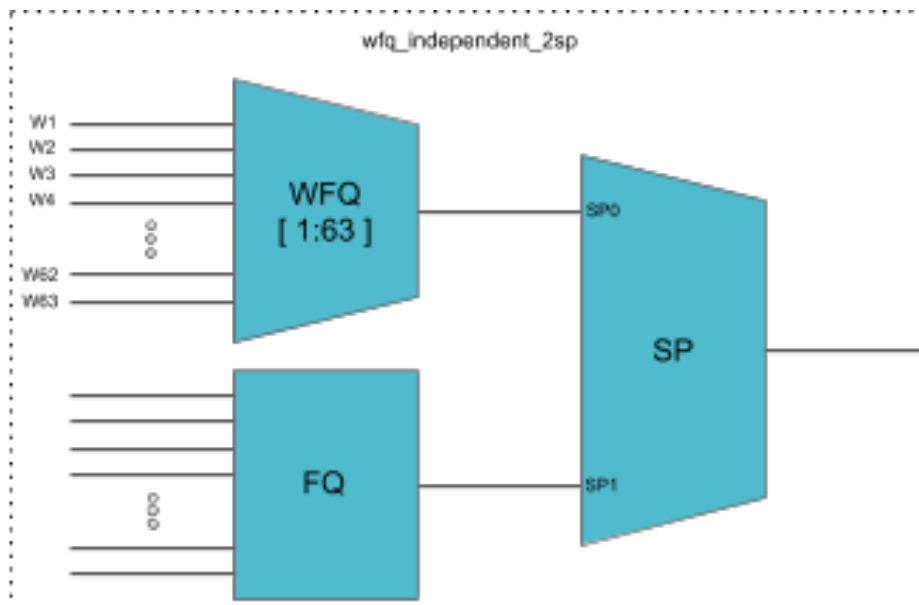 wfq_independent_2sp
W1
W2
W3
W4
W62
W63
WFQ
[ 1:63 ]
SP0
SP
FQ
SP1